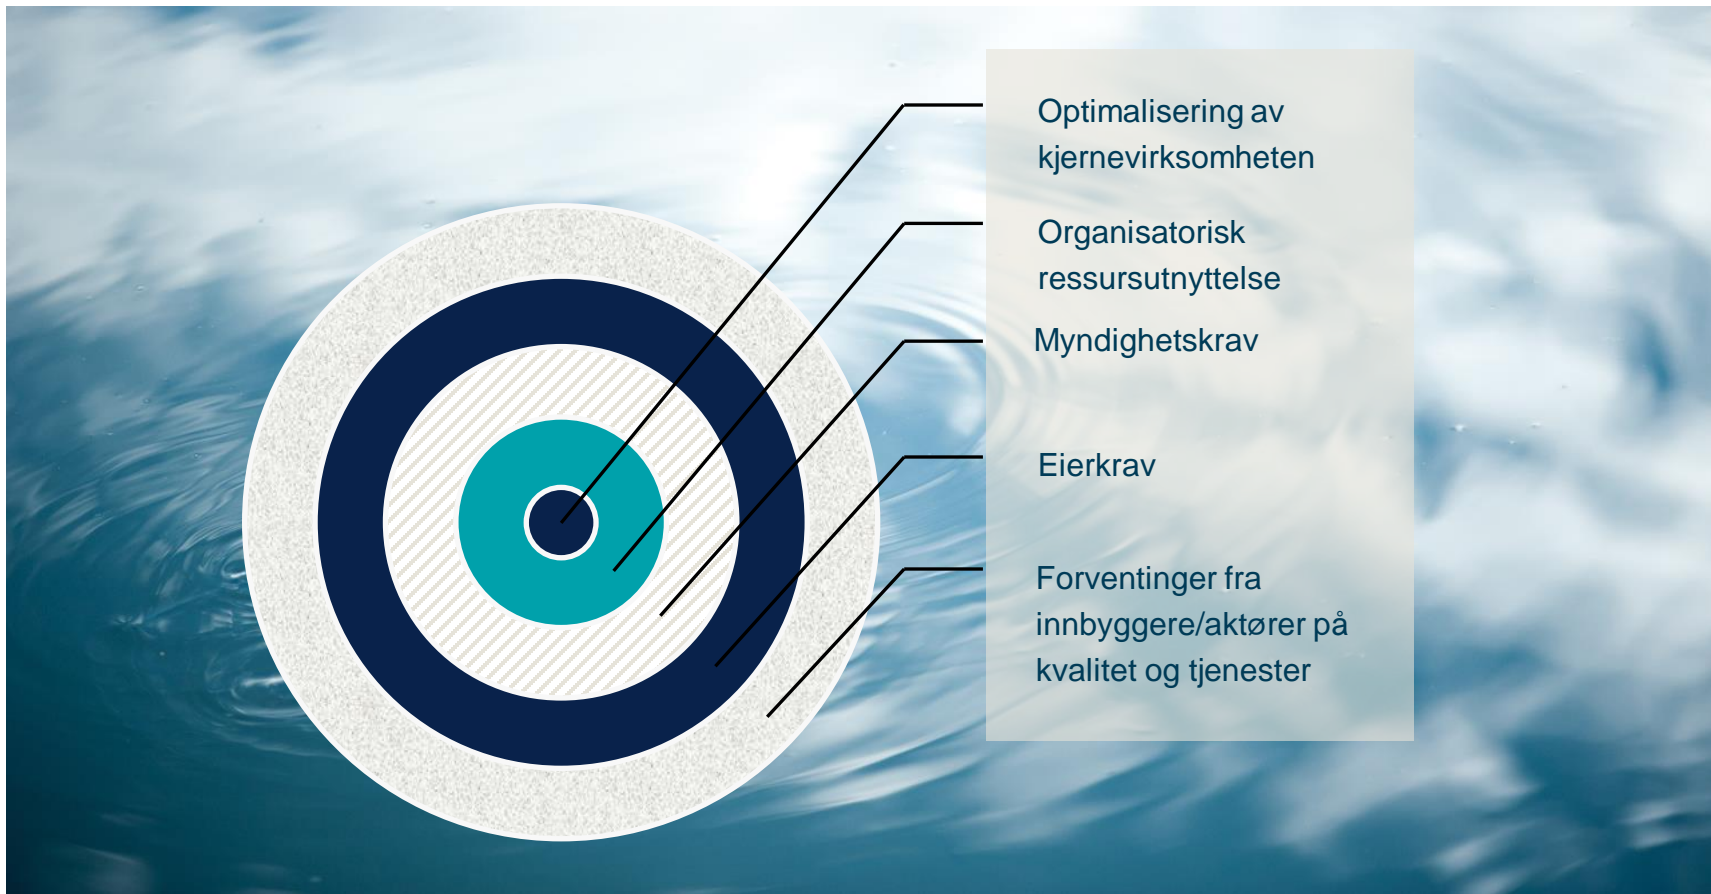 Optimalisering av
kjernevirksomheten
Organisatorisk
ressursutnyttelse
Myndighetskrav
Eierkrav
Forventinger fra
innbyggere/aktører på
kvalitet og tjenester